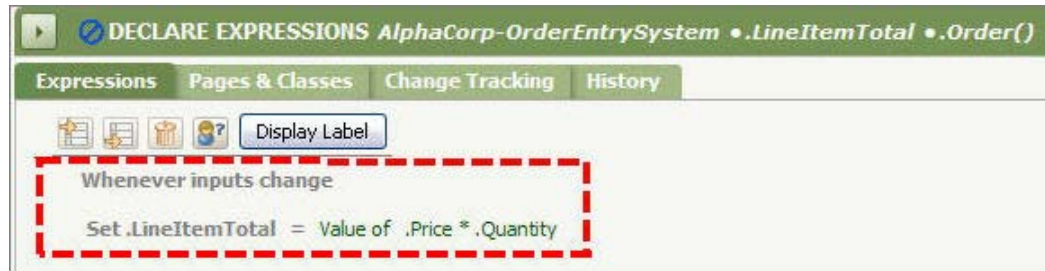 DECLARE EXPRESSIONS AlphaCorp-OrderEntrySystem •.LineItemTotal •.Order()
Expressions Pages & Classes Change Tracking History
Display Label
Whenever inputs change
Set .LineItemTotal = Value of .Price * .Quantity